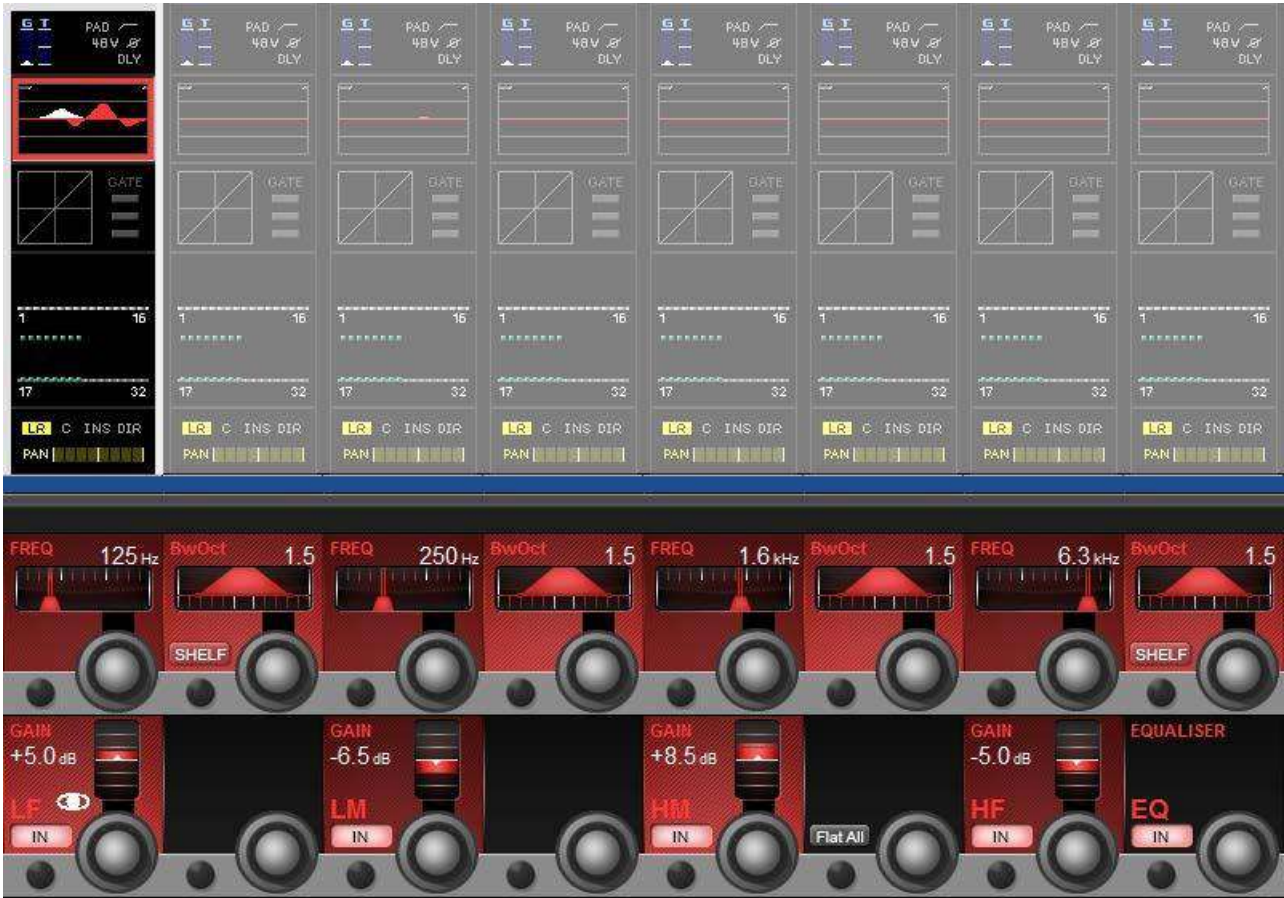 G T PAD G T PAD G T PAD G T PAD G T PAD G T PAD G T PAD G T PAD
48V 48V 48V 48V 48V 48V 48V 48V
DLY DLY DLY DLY DLY DLY DLY DLY
GATE GATE GATE GATE GATE GATE GATE GATE
1 16 1 16 1 16 1 16 1 16 1 16 1 16 1 16
17 32 17 32 17 32 17 32 17 32 17 32 17 32 17 32
LR C INS DIR LR C INS DIR LR C INS DIR LR C INS DIR LR C INS DIR LR C INS DIR LR C INS DIR LR C INS DIR
PAN PAN PAN PAN PAN PAN PAN PAN
FREQ 125 Hz BwOct 1.5 FREQ 250 Hz BwOct 1.5 FREQ 1.6 kHz BwOct 1.5 FREQ 6.3 kHz BwOct 1.5
SHELF SHELF
GAIN GAIN GAIN GAIN EQUALISER
+5.0 dB -6.5 dB +8.5 dB -5.0 dB
LF LM HM HF EQ
IN IN IN Flat All IN IN